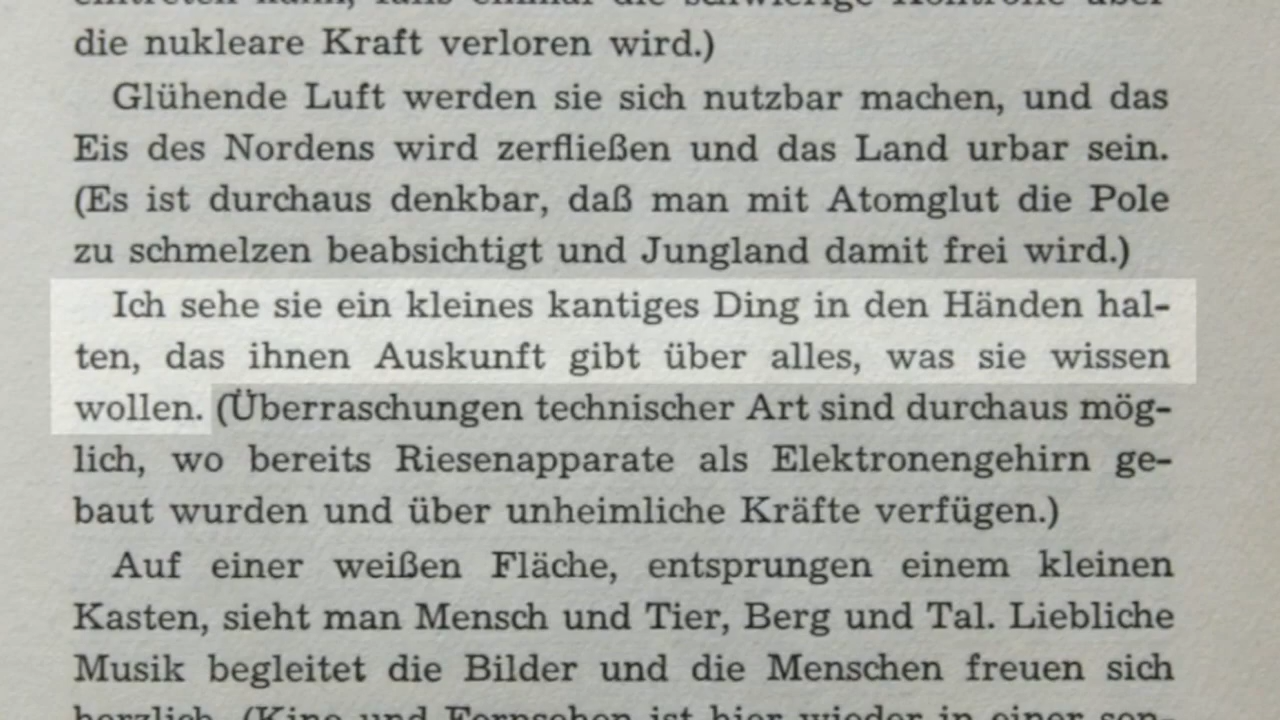 die nukleare Kraft verloren wird.)
Glühende Luft werden sie sich nutzbar machen, und das
Eis des Nordens wird zerfließen und das Land urbar sein.
(Es ist durchaus denkbar, daß man mit Atomglut die Pole
zu schmelzen beabsichtigt und Jungland damit frei wird.)
Ich sehe sie ein kleines kantiges Ding in den Händen hal-
ten, das ihnen Auskunft gibt über alles, was sie wissen
wollen. (Überraschungen technischer Art sind durchaus mög-
lich, wo bereits Riesenapparate als Elektronengehirn ge-
baut wurden und über unheimliche Kräfte verfügen.)
Auf einer weißen Fläche, entsprungen einem kleinen
Kasten, sieht man Mensch und Tier, Berg und Tal. Liebliche
Musik begleitet die Bilder und die Menschen freuen sich